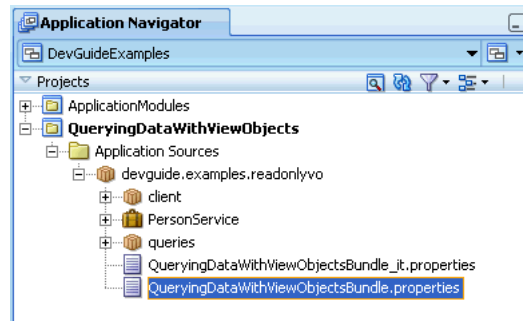 Application Navigator
DevGuideExamples
Projects
ApplicationModules
QueryingDataWithViewObjects
Application Sources
devguide.examples.readonlyvo
client
PersonService
queries
QueryingDataWithViewObjectsBundle_it.properties
QueryingDataWithViewObjectsBundle.properties